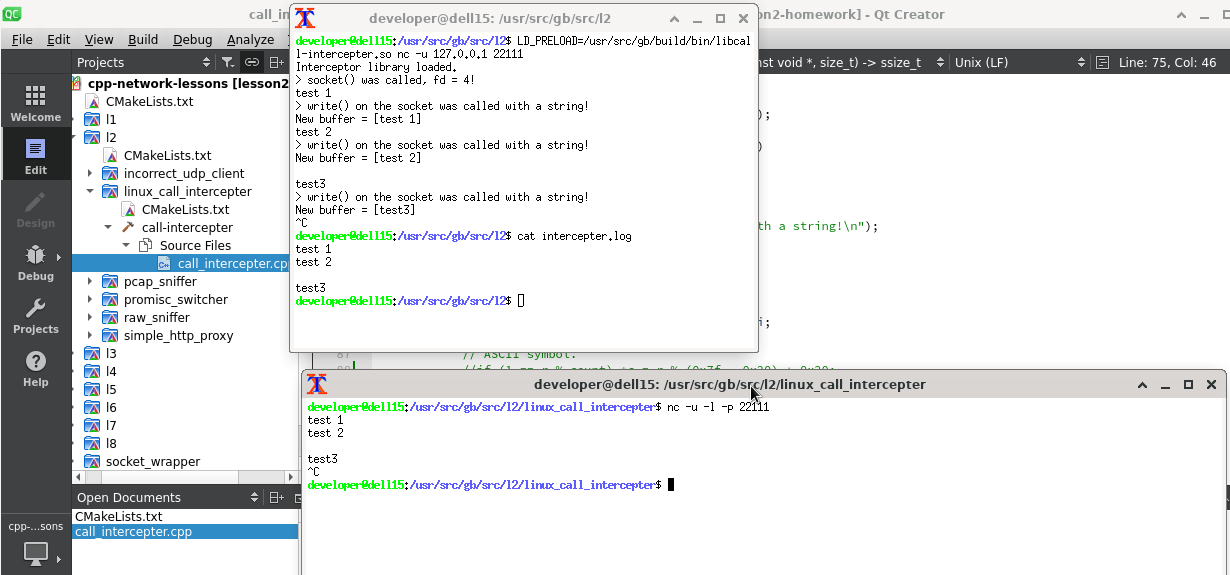 call_in
on2-homework] - Qt Creator
File Edit Build Debug Analyze
Projects
nst void *, size_t) -> ssize_t
Unix (LF)
Line: 75, Col: 46
Welcome
Edit
Design
Debug
Projects
Help
cpp-...sons
cpp-network-lessons [lesson2
CMakeLists.txt
l1
l2
CMakeLists.txt
incorrect_udp_client
linux_call_intercepter
CMakeLists.txt
call-intercepter
Source Files
call_intercepter.cp
pcap_sniffer
promisc_switcher
raw_sniffer
simple_http_proxy
l3
l4
l5
l6
l7
l8
socket_wrapper
Open Documents
CMakeLists.txt
call_intercepter.cpp
developer@dell15: /usr/src/gb/src/l2
developer@dell15:/usr/src/gb/src/l2$ LD_PRELOAD=/usr/src/gb/build/bin/libcal
l-intercepter.so nc -u 127.0.0.1 22111
Interceptor library loaded.
> socket() was called, fd = 4!
test 1
> write() on the socket was called with a string!
New buffer = [test 1]
test 2
> write() on the socket was called with a string!
New buffer = [test 2]
test3
> write() on the socket was called with a string!
New buffer = [test3]
^C
developer@dell15:/usr/src/gb/src/l2$ cat intercepter.log
test 1
test 2
test3
developer@dell15:/usr/src/gb/src/l2$
);
)
th a string!\n");
i;
87 // ASCII symbol.
developer@dell15: /usr/src/gb/src/l2/linux_call_intercepter
developer@dell15:/usr/src/gb/src/l2/linux_call_intercepter$ nc -u -l -p 22111
test 1
test 2
test3
^C
developer@dell15:/usr/src/gb/src/l2/linux_call_intercepter$